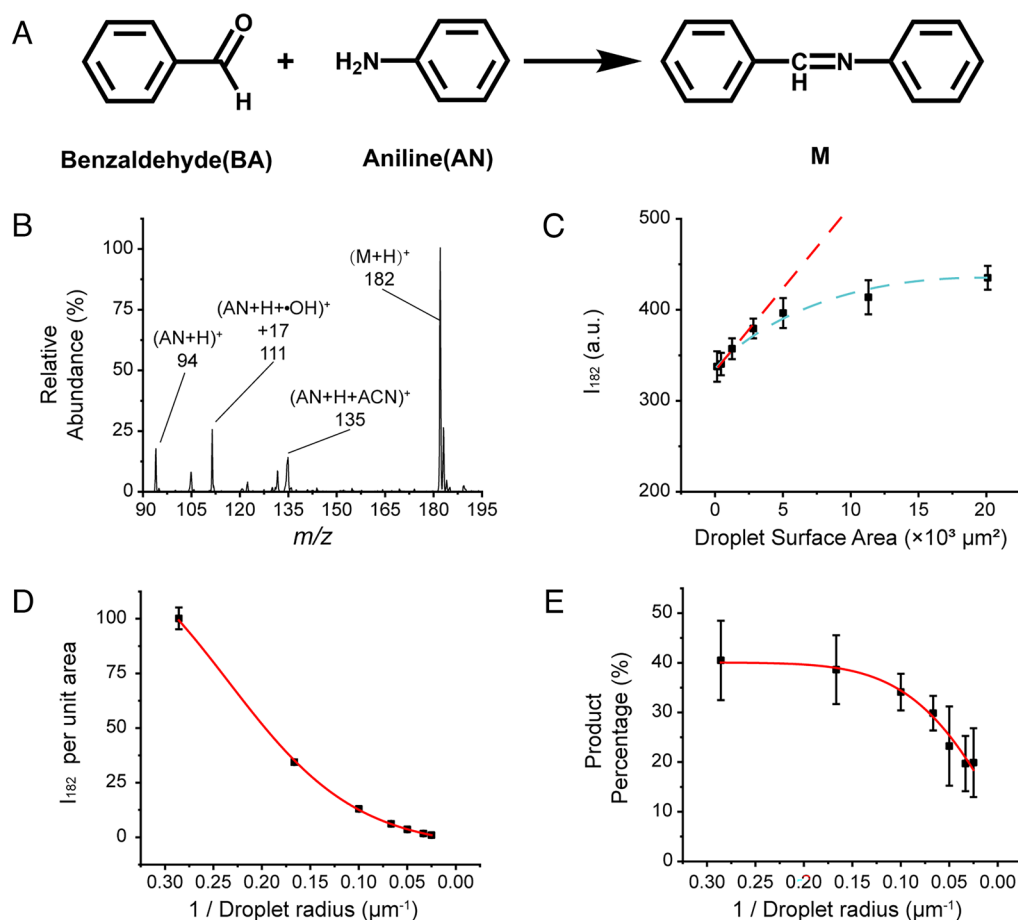 A
O
H
+
H₂N
C
H
N
Benzaldehyde(BA)
Aniline(AN)
M
B
Relative
Abundance (%)
100
75
50
25
0
(AN+H)⁺
94
(AN+H+•OH)⁺
+17
111
(AN+H+ACN)⁺
135
(M+H)⁺
182
90 105 120 135 150 165 180 195
m/z
C
I₁₈₂ (a.u.)
500
400
300
200
0 5 10 15 20
Droplet Surface Area (×10³ μm²)
D
I₁₈₂ per unit area
100
75
50
25
0
0.30 0.25 0.20 0.15 0.10 0.05 0.00
1 / Droplet radius (μm⁻¹)
E
Product
Percentage (%)
50
40
30
20
10
0
0.30 0.25 0.20 0.15 0.10 0.05 0.00
1 / Droplet radius (μm⁻¹)